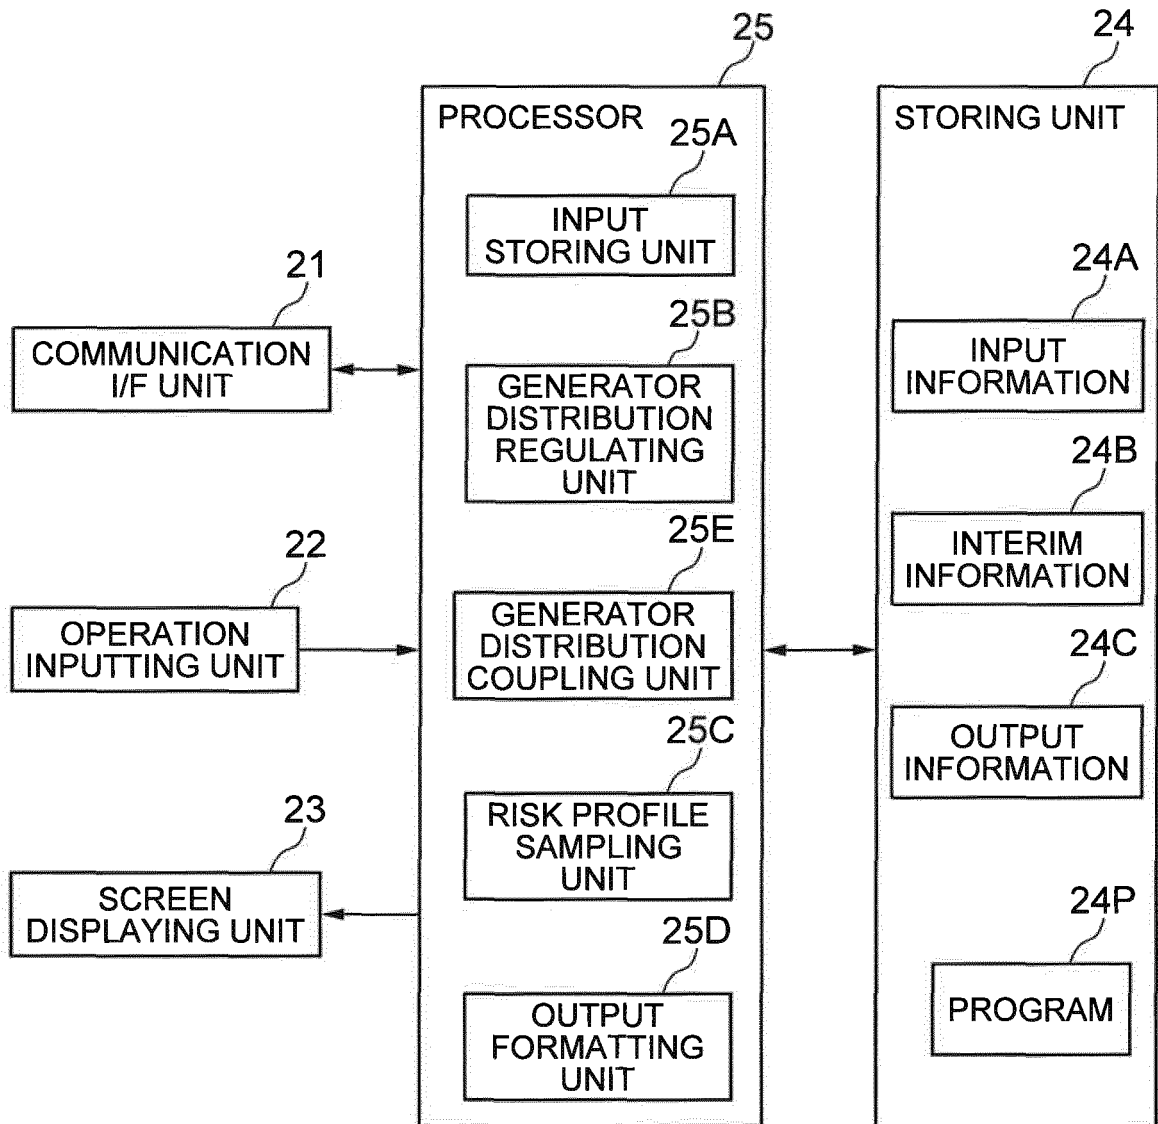 25
24
PROCESSOR
STORING UNIT
25A
INPUT
STORING UNIT
21
COMMUNICATION
I/F UNIT
24A
INPUT
INFORMATION
25B
GENERATOR
DISTRIBUTION
REGULATING
UNIT
24B
INTERIM
INFORMATION
22
OPERATION
INPUTTING UNIT
25E
GENERATOR
DISTRIBUTION
COUPLING UNIT
24C
OUTPUT
INFORMATION
25C
RISK PROFILE
SAMPLING
UNIT
23
SCREEN
DISPLAYING UNIT
25D
OUTPUT
FORMATTING
UNIT
24P
PROGRAM